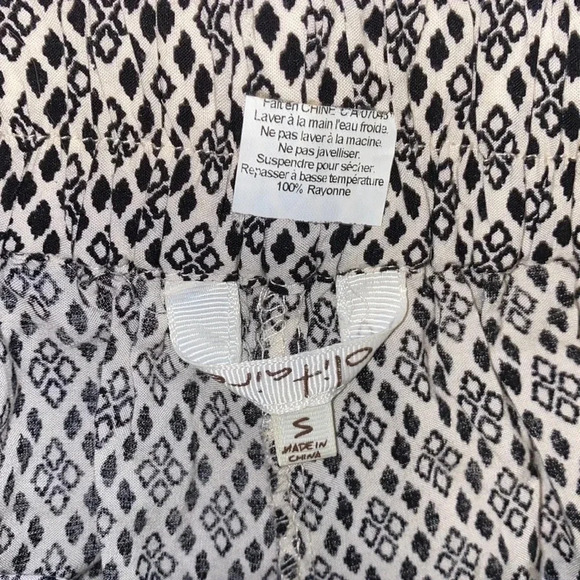 Fait en CHINE CA 07043
Laver à la main l'eau froide.
Ne pas laver à la macine.
Ne pas javelliser.
Suspendre pour sécher.
Repasser à basse température
100% Rayonne
olitaire
S
MADE IN
CHINA